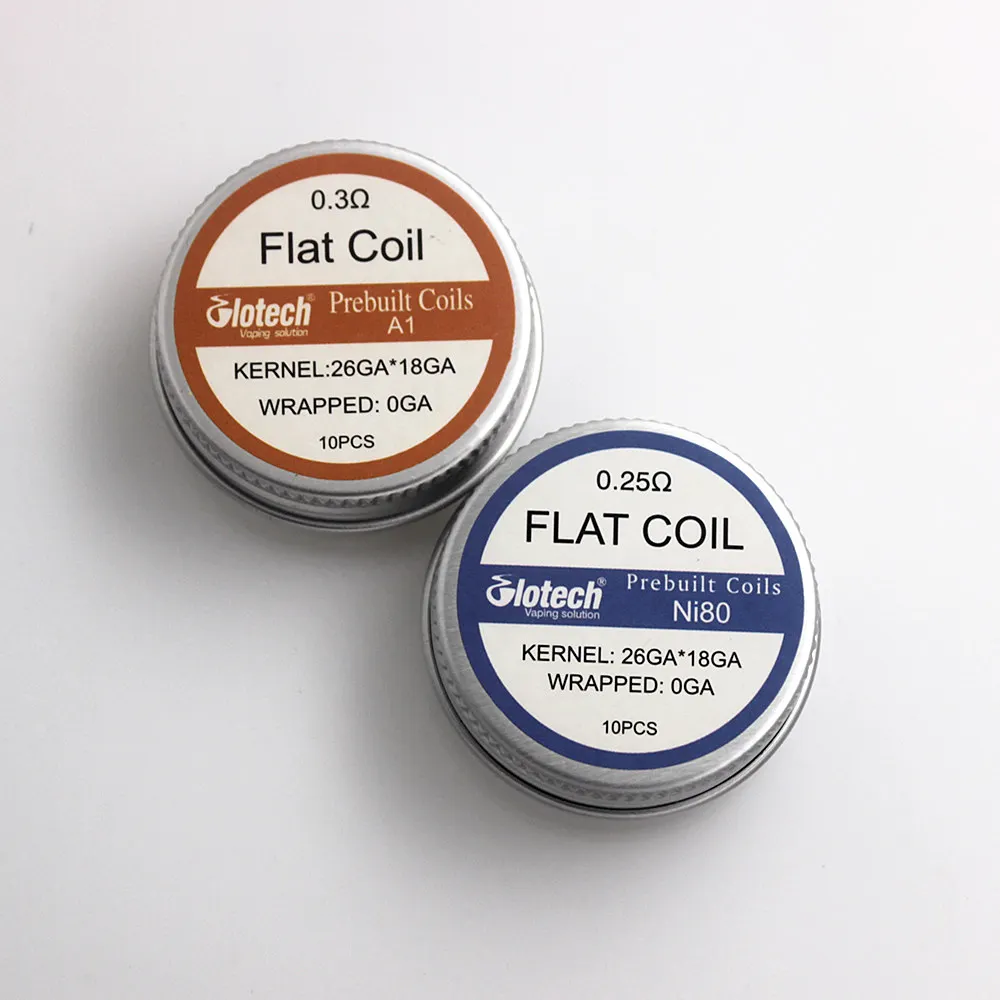 0.3Ω
Flat Coil
Glotech® Prebuilt Coils
Vaping solution A1
KERNEL:26GA*18GA
WRAPPED: 0GA
10PCS
0.25Ω
FLAT COIL
Glotech® Prebuilt Coils
Vaping solution Ni80
KERNEL: 26GA*18GA
WRAPPED: 0GA
10PCS